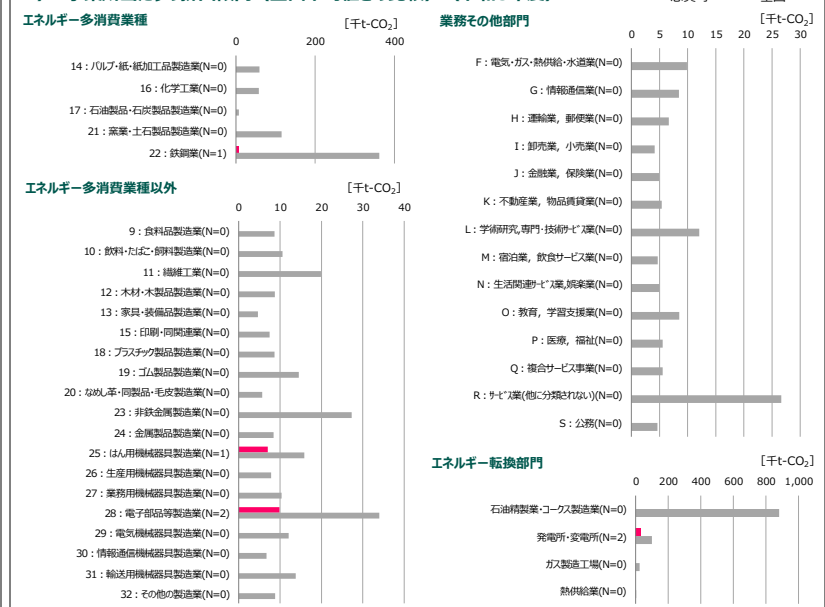 エネルギー多消費業種
[千t-CO₂]
0 200 400
14：パルプ・紙・紙加工品製造業(N=0)
16：化学工業(N=0)
17：石油製品・石炭製品製造業(N=0)
21：窯業・土石製品製造業(N=0)
22：鉄鋼業(N=1)
エネルギー多消費業種以外
[千t-CO₂]
0 10 20 30 40
9：食料品製造業(N=0)
10：飲料・たばこ・飼料製造業(N=0)
11：繊維工業(N=0)
12：木材・木製品製造業(N=0)
13：家具・装備品製造業(N=0)
15：印刷・同関連業(N=0)
18：プラスチック製品製造業(N=0)
19：ゴム製品製造業(N=0)
20：なめし革・同製品・毛皮製造業(N=0)
23：非鉄金属製造業(N=0)
24：金属製品製造業(N=0)
25：はん用機械器具製造業(N=1)
26：生産用機械器具製造業(N=0)
27：業務用機械器具製造業(N=0)
28：電子部品等製造業(N=2)
29：電気機械器具製造業(N=0)
30：情報通信機械器具製造業(N=0)
31：輸送用機械器具製造業(N=0)
32：その他の製造業(N=0)
業務その他部門
[千t-CO₂]
0 5 10 15 20 25 30
F：電気・ガス・熱供給・水道業(N=0)
G：情報通信業(N=0)
H：運輸業，郵便業(N=0)
I：卸売業，小売業(N=0)
J：金融業，保険業(N=0)
K：不動産業，物品賃貸業(N=0)
L：学術研究,専門・技術サービス業(N=0)
M：宿泊業，飲食サービス業(N=0)
N：生活関連サービス業,娯楽業(N=0)
O：教育，学習支援業(N=0)
P：医療，福祉(N=0)
Q：複合サービス事業(N=0)
R：サービス業(他に分類されない)(N=0)
S：公務(N=0)
エネルギー転換部門
[千t-CO₂]
0 200 400 600 800 1,000
石油精製業・コークス製造業(N=0)
発電所・変電所(N=2)
ガス製造工場(N=0)
熱供給業(N=0)